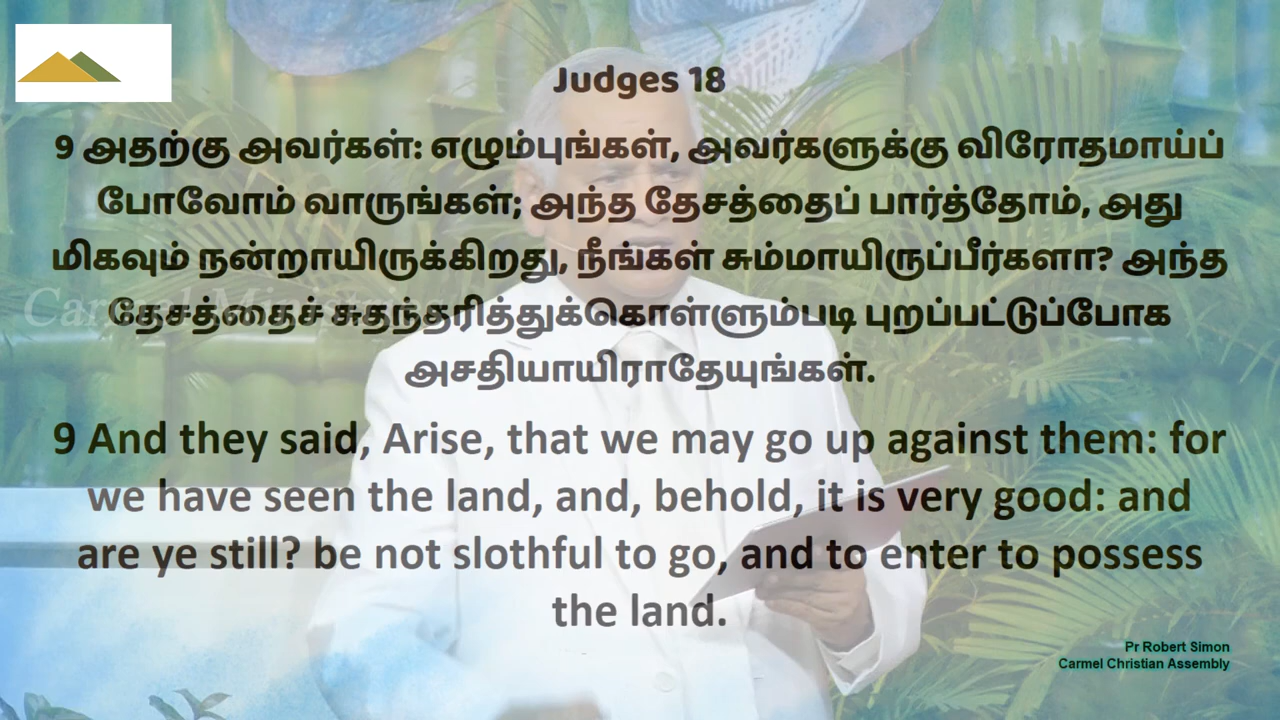 Judges 18
9 அதற்கு அவர்கள்: எழும்புங்கள், அவர்களுக்கு விரோதமாய்ப்
போவோம் வாருங்கள்; அந்த தேசத்தைப் பார்த்தோம், அது
மிகவும் நன்றாயிருக்கிறது, நீங்கள் சும்மாயிருப்பீர்களா? அந்த
Carmel Ministries
தேசத்தைச் சுதந்தரித்துக்கொள்ளும்படி புறப்பட்டுப்போக
அசதியாயிராதேயுங்கள்.
9 And they said, Arise, that we may go up against them: for
we have seen the land, and, behold, it is very good: and
are ye still? be not slothful to go, and to enter to possess
the land.
Pr Robert Simon
Carmel Christian Assembly